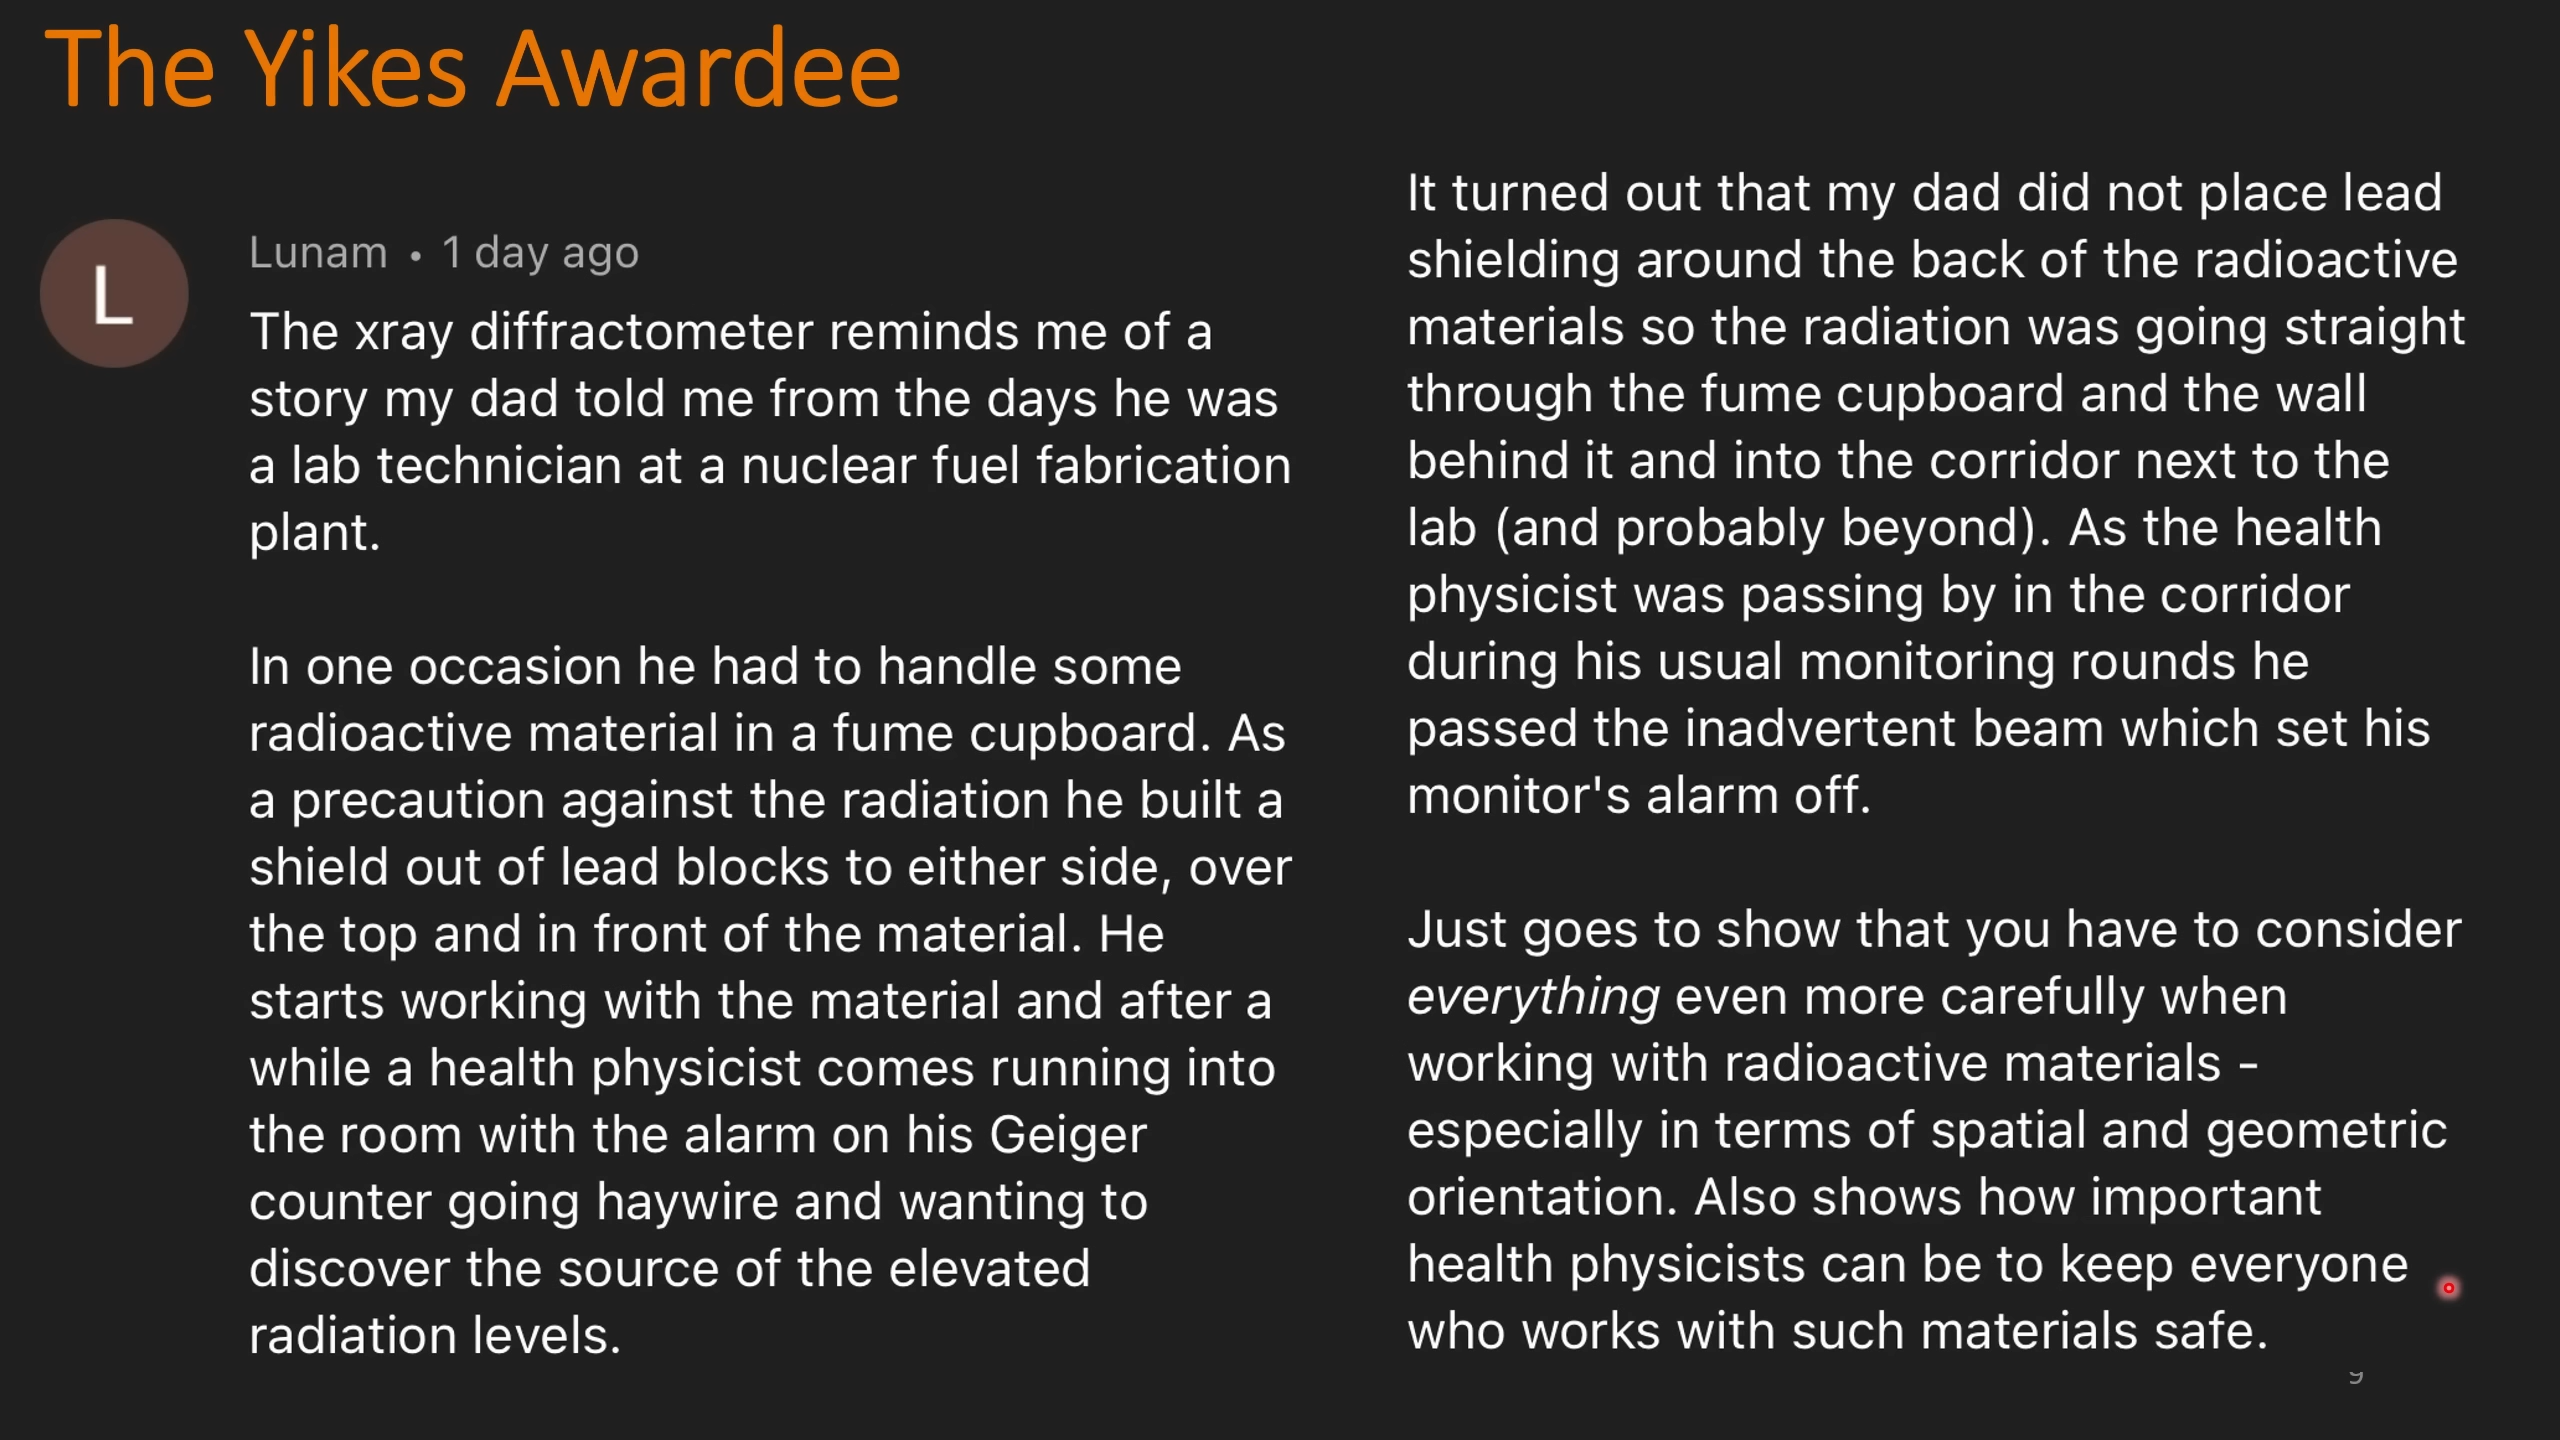 The Yikes Awardee
L
Lunam • 1 day ago
The xray diffractometer reminds me of a
story my dad told me from the days he was
a lab technician at a nuclear fuel fabrication
plant.
In one occasion he had to handle some
radioactive material in a fume cupboard. As
a precaution against the radiation he built a
shield out of lead blocks to either side, over
the top and in front of the material. He
starts working with the material and after a
while a health physicist comes running into
the room with the alarm on his Geiger
counter going haywire and wanting to
discover the source of the elevated
radiation levels.
It turned out that my dad did not place lead
shielding around the back of the radioactive
materials so the radiation was going straight
through the fume cupboard and the wall
behind it and into the corridor next to the
lab (and probably beyond). As the health
physicist was passing by in the corridor
during his usual monitoring rounds he
passed the inadvertent beam which set his
monitor's alarm off.
Just goes to show that you have to consider
everything even more carefully when
working with radioactive materials -
especially in terms of spatial and geometric
orientation. Also shows how important
health physicists can be to keep everyone
who works with such materials safe.
9